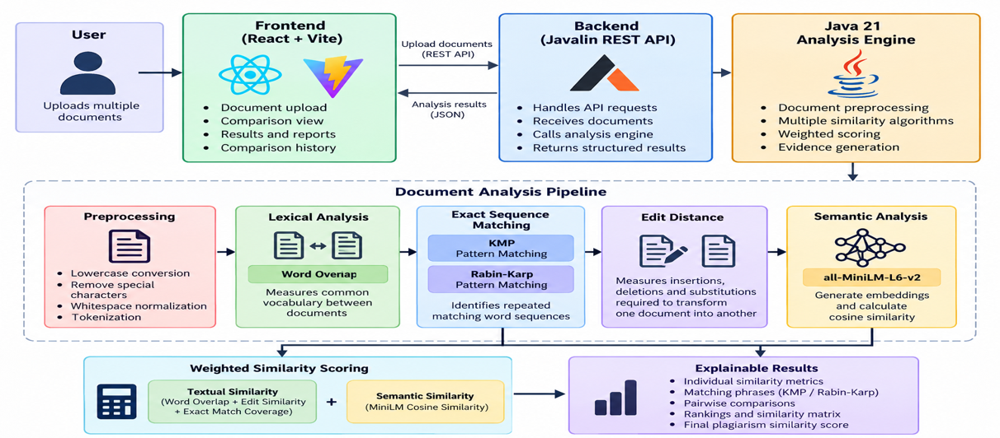 User
Uploads multiple
documents
Frontend
(React + Vite)
• Document upload
• Comparison view
• Results and reports
• Comparison history
Upload documents
(REST API)
Analysis results
(JSON)
Backend
(Javalin REST API)
• Handles API requests
• Receives documents
• Calls analysis engine
• Returns structured results
Java 21
Analysis Engine
• Document preprocessing
• Multiple similarity algorithms
• Weighted scoring
• Evidence generation
Document Analysis Pipeline
Preprocessing
• Lowercase conversion
• Remove special
characters
• Whitespace normalization
• Tokenization
Lexical Analysis
Word Overlap
Measures common
vocabulary between
documents
Exact Sequence
Matching
KMP
Pattern Matching
Rabin-Karp
Pattern Matching
Identifies repeated
matching word sequences
Edit Distance
Measures insertions,
deletions and substitutions
required to transform
one document into another
Semantic Analysis
all-MiniLM-L6-v2
Generate embeddings
and calculate
cosine similarity
Weighted Similarity Scoring
Textual Similarity
(Word Overlap + Edit Similarity
+ Exact Match Coverage)
+
Semantic Similarity
(MiniLM Cosine Similarity)
Explainable Results
• Individual similarity metrics
• Matching phrases (KMP / Rabin-Karp)
• Pairwise comparisons
• Rankings and similarity matrix
• Final plagiarism similarity score